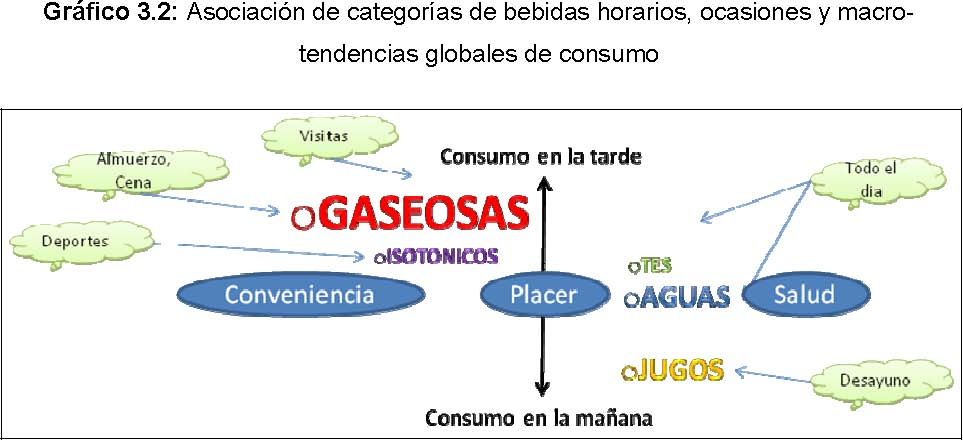 Gráfico 3.2: Asociación de categorías de bebidas horarios, ocasiones y macro-
tendencias globales de consumo
Visitas
Consumo en la tarde
Almuerzo,
Cena
Todo el
dia
GASEOSAS
Deportes
ISOTONICOS
TES
Conveniencia
Placer
AGUAS
Salud
JUGOS
Desayuno
Consumo en la mañana